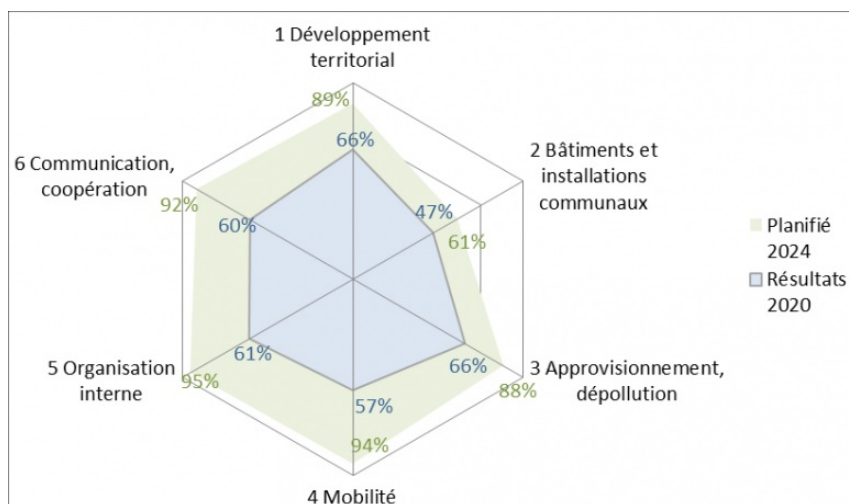 1 Développement
territorial
89%
66%
6 Communication,
coopération
2 Bâtiments et
installations
communaux
92%
60%
47%
61%
Planifié
2024
Résultats
2020
5 Organisation
interne
61%
95%
66%
3 Approvisionnement,
dépollution
88%
57%
94%
4 Mobilité